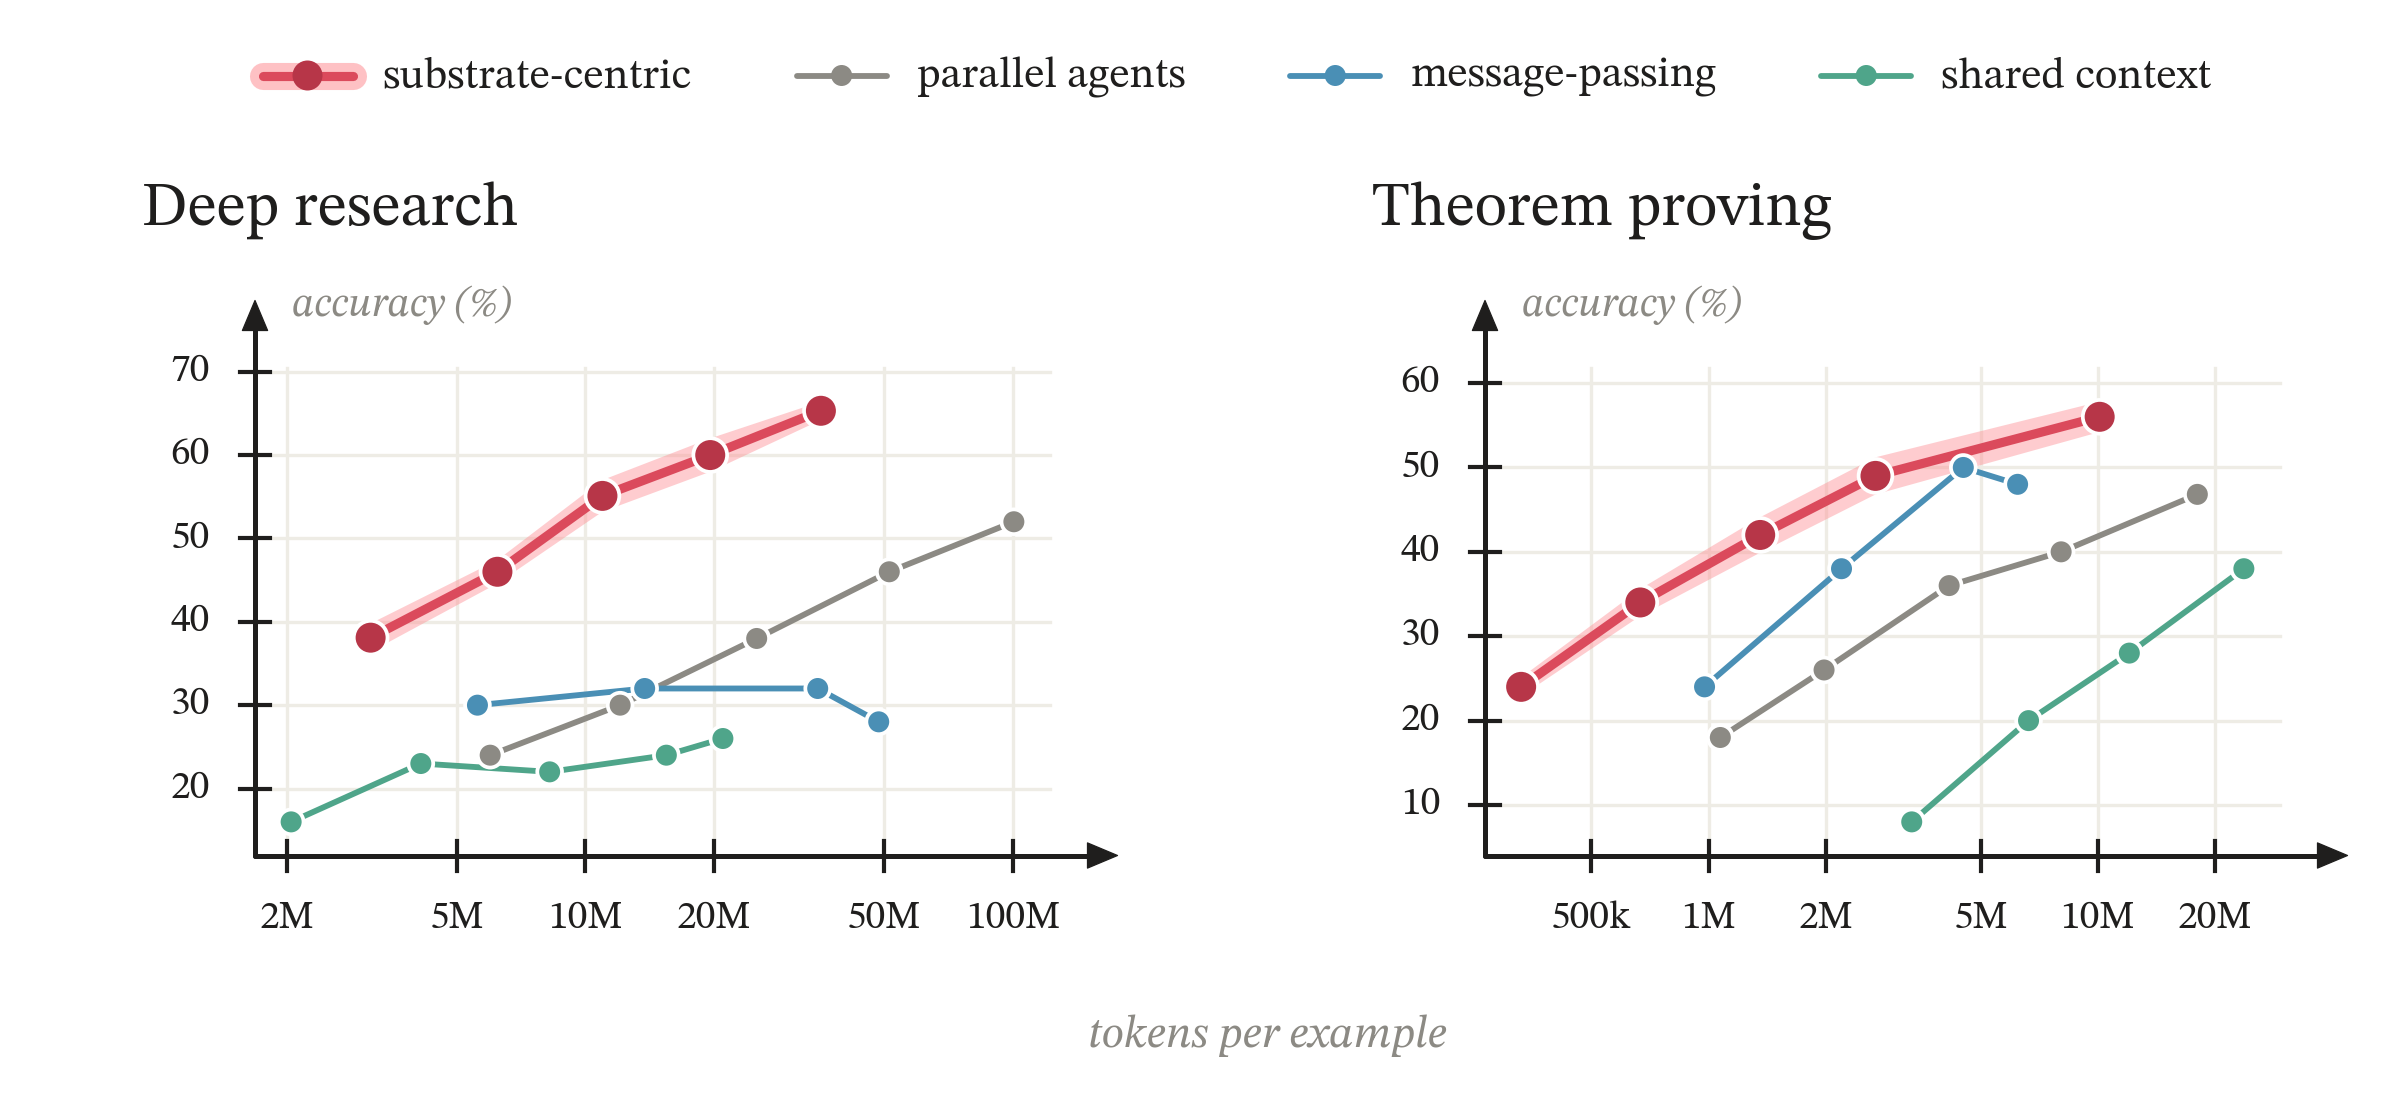 substrate-centric parallel agents message-passing shared context
Deep research
accuracy (%)
70
60
50
40
30
20
2M 5M 10M 20M 50M 100M
Theorem proving
accuracy (%)
60
50
40
30
20
10
500k 1M 2M 5M 10M 20M
tokens per example